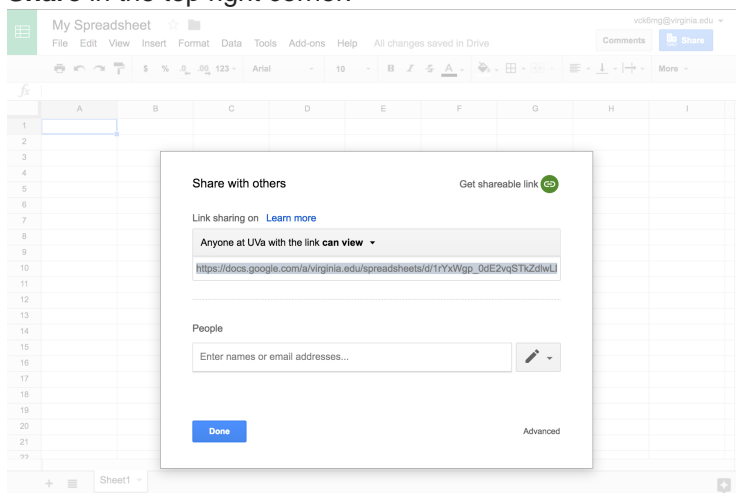 Share in the top right corner.
My Spreadsheet
vck6mg@virginia.edu
File Edit View Insert Format Data Tools Add-ons Help All changes saved in Drive
Comments Share
$ % .0 .00 123 Arial 10 B I S A More
fx
A B C D E F G H I
1
2
3
4
5
6
7
8
9
10
11
12
13
14
15
16
17
18
19
20
21
22
Share with others
Get shareable link
Link sharing on Learn more
Anyone at UVa with the link can view
https://docs.google.com/a/virginia.edu/spreadsheets/d/1rYxWgp_0dE2vqSTkZdlwLl
People
Enter names or email addresses...
Done
Advanced
Sheet1